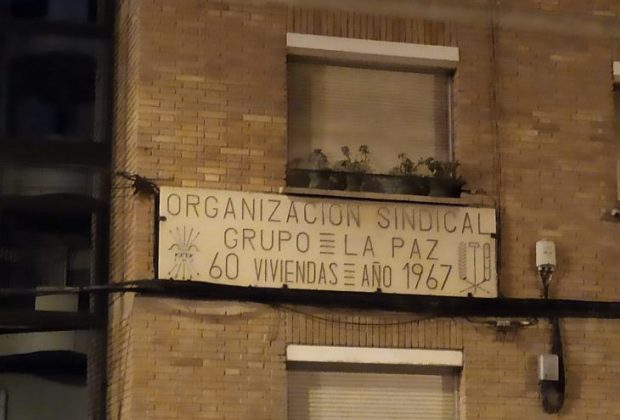 ORGANIZACION SINDICAL
GRUPO LA PAZ
60 VIVIENDAS AÑO 1967